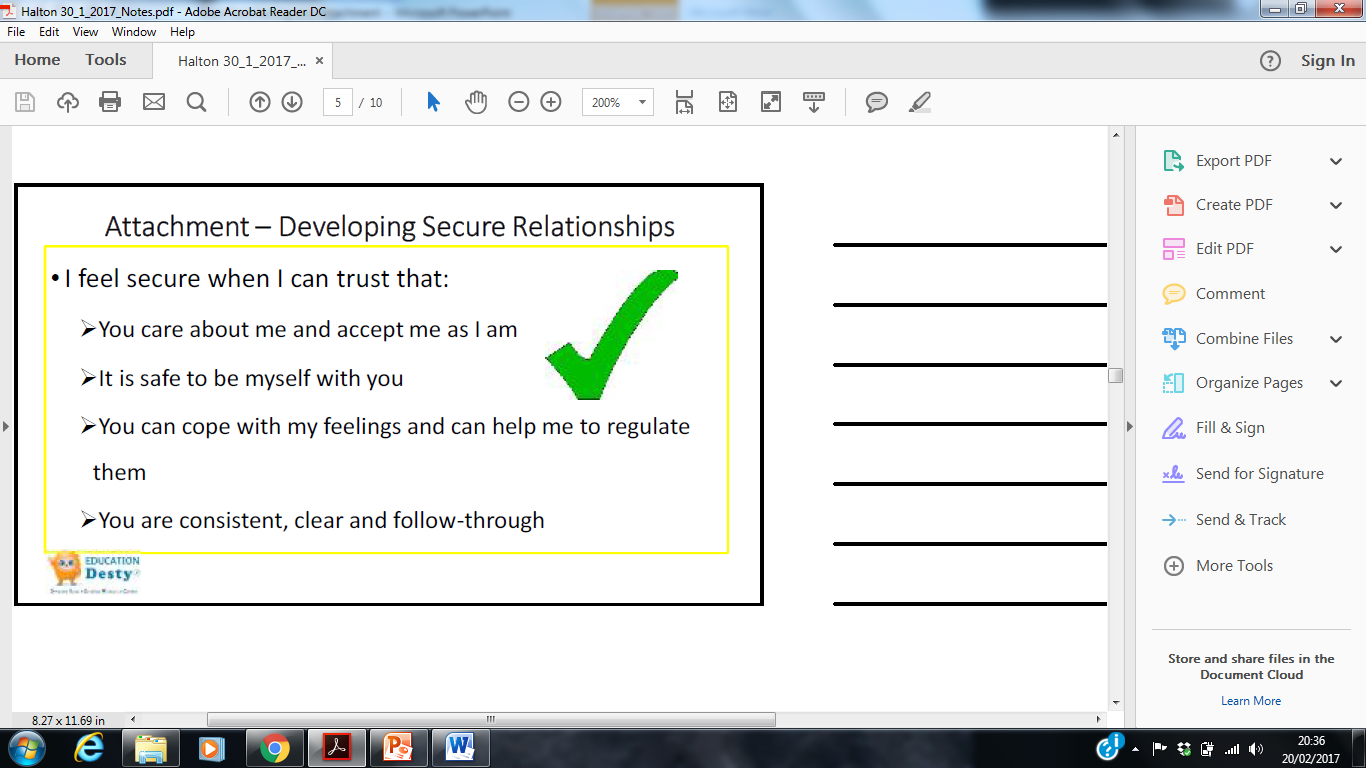 Halton 30_1_2017_Notes.pdf - Adobe Acrobat Reader DC
File Edit View Window Help
Home Tools Halton 30_1_2017_... × Sign In
5 / 10 200%
Attachment – Developing Secure Relationships
• I feel secure when I can trust that:
➢You care about me and accept me as I am
➢It is safe to be myself with you
➢You can cope with my feelings and can help me to regulate
them
➢You are consistent, clear and follow-through
EDUCATION
Desty
Export PDF
Create PDF
Edit PDF
Comment
Combine Files
Organize Pages
Fill & Sign
Send for Signature
Send & Track
More Tools
Store and share files in the
Document Cloud
Learn More
8.27 x 11.69 in
20:36
20/02/2017